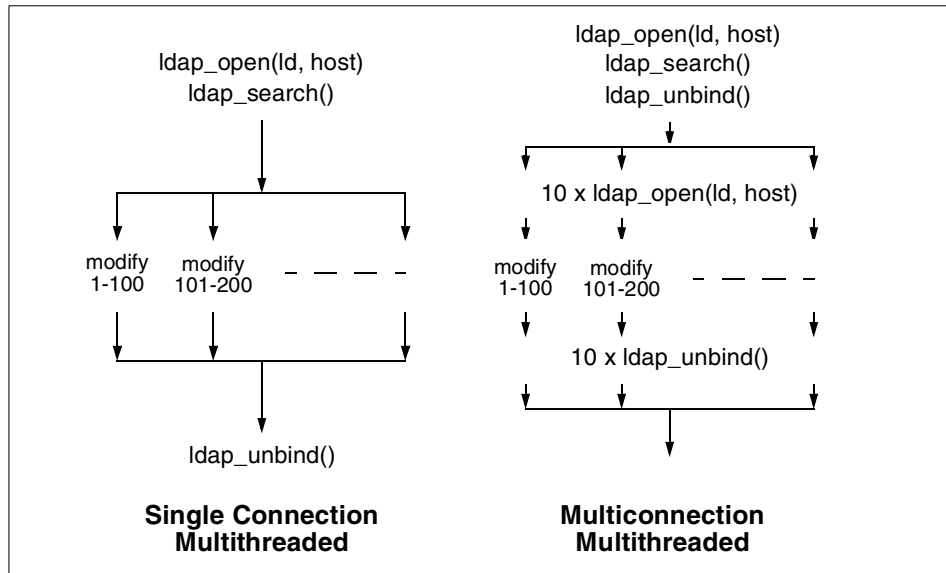 ldap_open(ld, host)
ldap_search()
modify
1-100
modify
101-200
ldap_unbind()
Single Connection
Multithreaded
ldap_open(ld, host)
ldap_search()
ldap_unbind()
10 x ldap_open(ld, host)
modify
1-100
modify
101-200
10 x ldap_unbind()
Multiconnection
Multithreaded